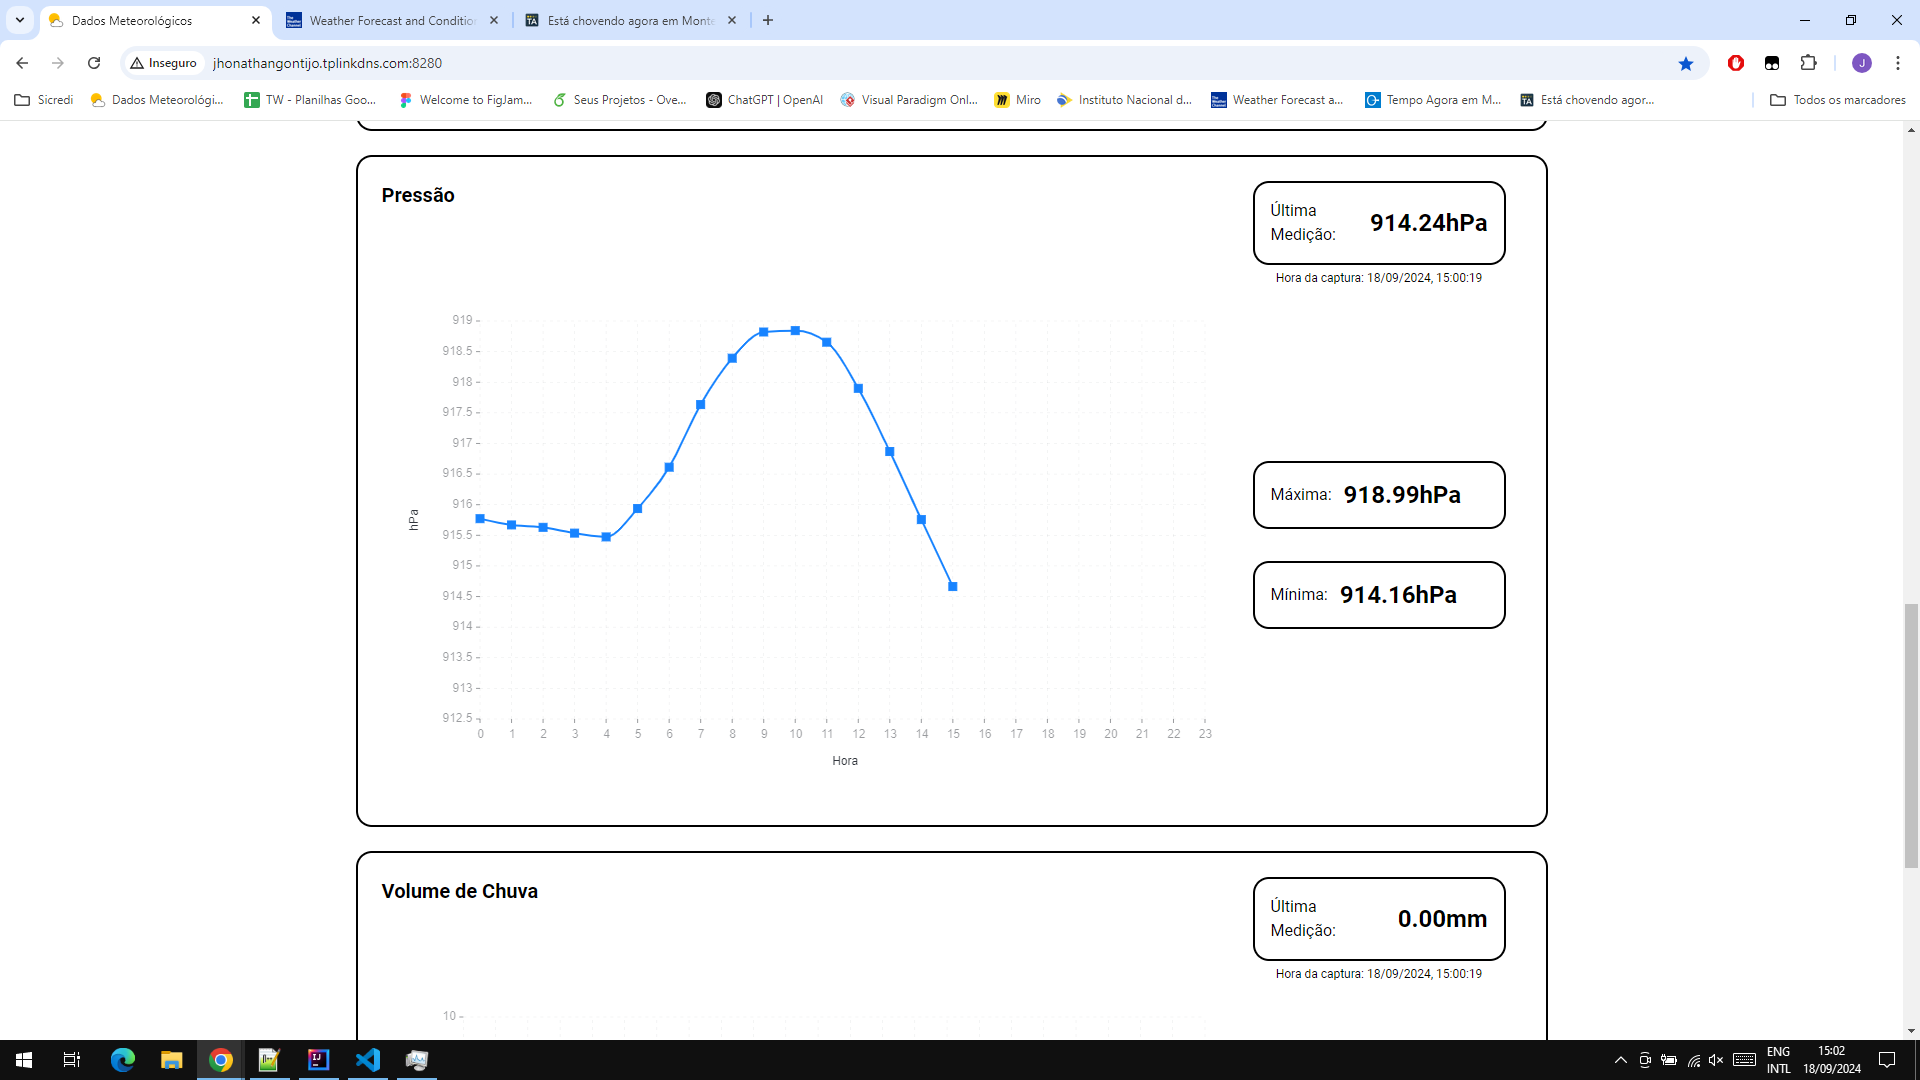 Dados Meteorológicos
Weather Forecast and Conditio
Está chovendo agora em Monte
Inseguro
jhonathangontijo.tplinkdns.com:8280
J
Sicredi
Dados Meteorológi...
TW - Planilhas Goo...
Welcome to FigJam...
Seus Projetos - Ove...
ChatGPT | OpenAI
Visual Paradigm Onl...
Miro
Instituto Nacional d...
Weather Forecast a...
Tempo Agora em M...
Está chovendo agor...
Todos os marcadores
Pressão
Última
Medição:
914.24hPa
Hora da captura: 18/09/2024, 15:00:19
919
918.5
918
917.5
917
916.5
916
915.5
915
914.5
914
913.5
913
912.5
hPa
0 1 2 3 4 5 6 7 8 9 10 11 12 13 14 15 16 17 18 19 20 21 22 23
Hora
Máxima: 918.99hPa
Mínima: 914.16hPa
Volume de Chuva
Última
Medição:
0.00mm
Hora da captura: 18/09/2024, 15:00:19
10
ENG
INTL
15:02
18/09/2024